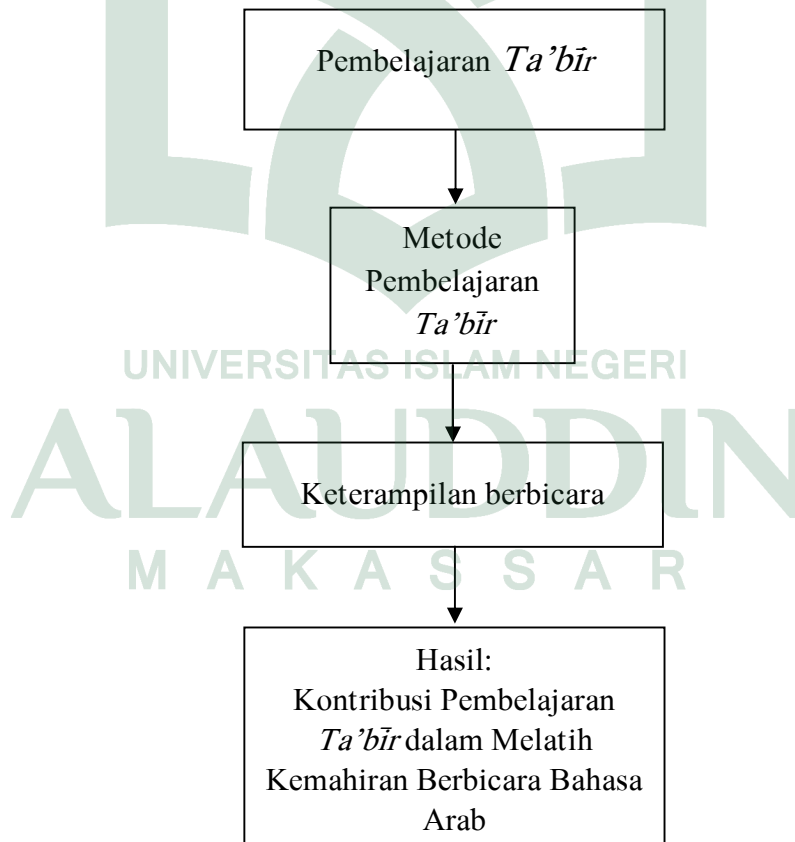 Pembelajaran Ta’bīr
Metode
Pembelajaran
Ta’bīr
UNIVERSITAS ISLAM NEGERI
ALAUDDIN
Keterampilan berbicara
MAKASSAR
Hasil:
Kontribusi Pembelajaran
Ta’bīr dalam Melatih
Kemahiran Berbicara Bahasa
Arab